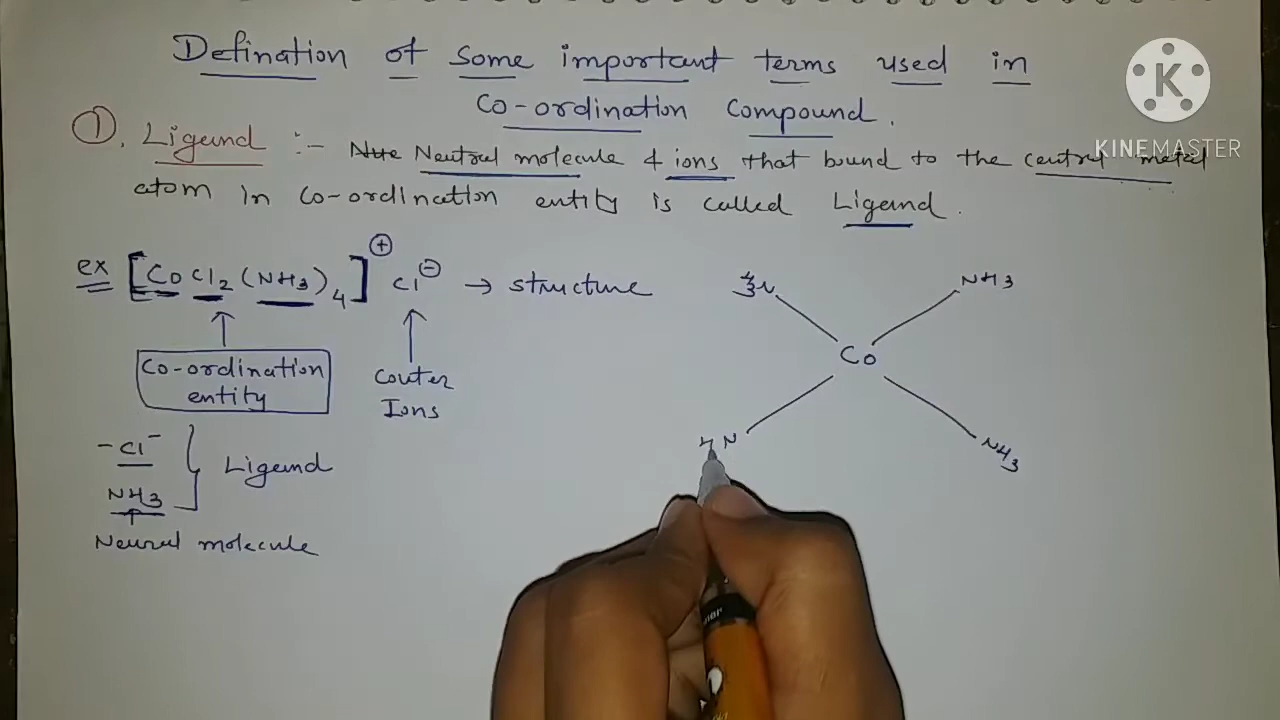 Defination of Some important terms used in
Co-ordination Compound.
①. Ligand :- Neutral molecule & ions that bound to the central metal
atom in Co-ordination entity is called Ligand.
ex [CoCl2(NH3)4]⊕ Cl⊖ → structure
Co-ordination
entity
Couter
Ions
-Cl⁻
NH3
Ligand
Neural molecule
NH3
Co
NH3
K
KINEMASTER